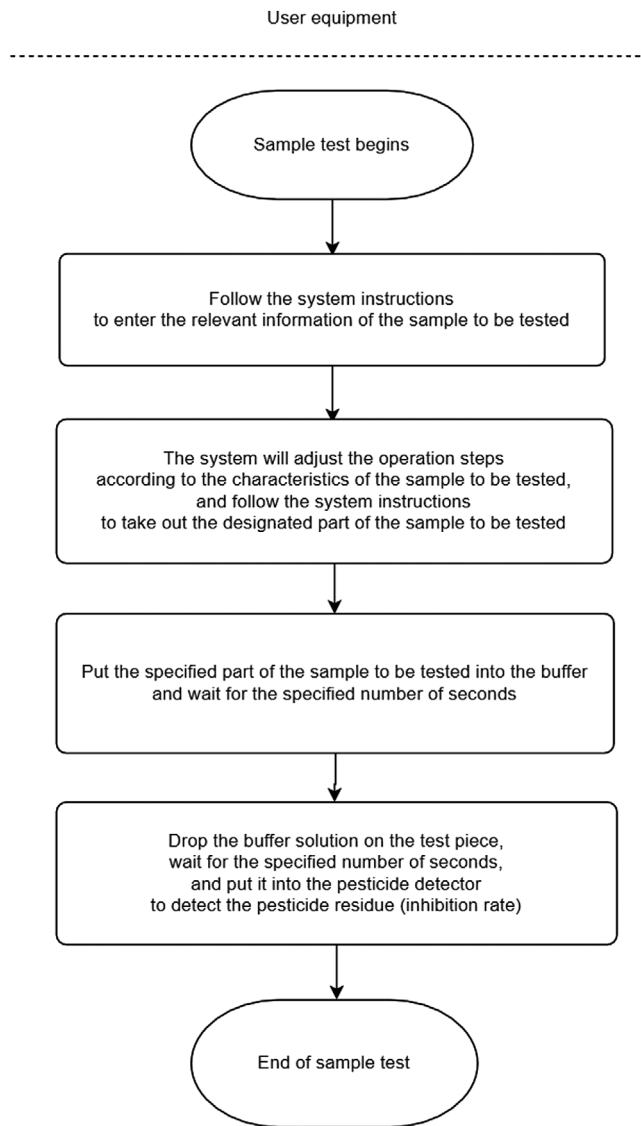 User equipment
Sample test begins
Follow the system instructions
to enter the relevant information of the sample to be tested
The system will adjust the operation steps
according to the characteristics of the sample to be tested,
and follow the system instructions
to take out the designated part of the sample to be tested
Put the specified part of the sample to be tested into the buffer
and wait for the specified number of seconds
Drop the buffer solution on the test piece,
wait for the specified number of seconds,
and put it into the pesticide detector
to detect the pesticide residue (inhibition rate)
End of sample test